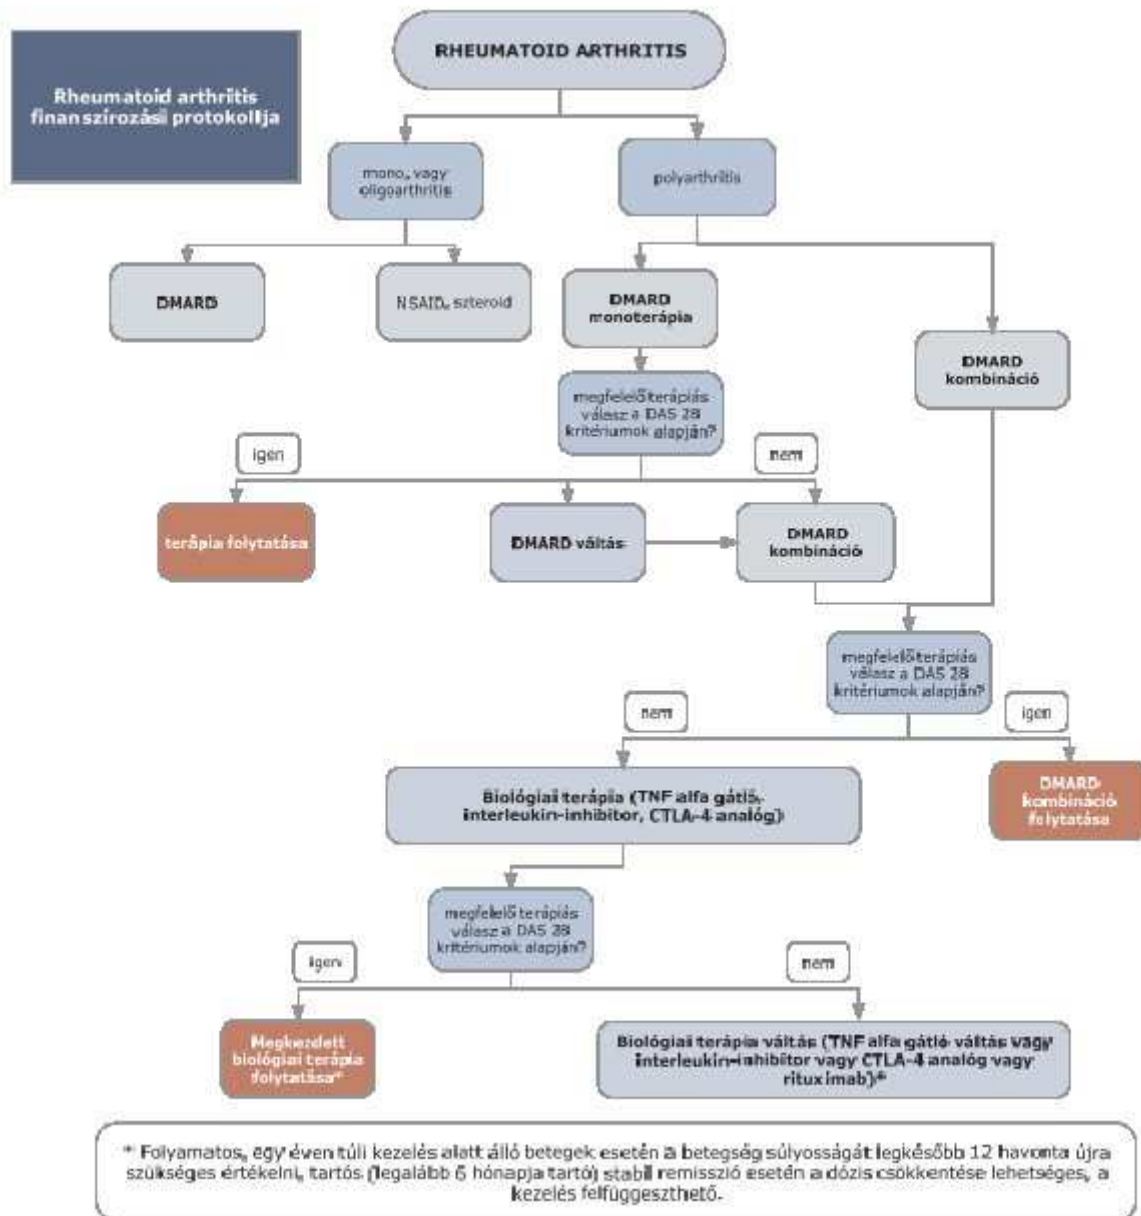 RHEUMATOID ARTHRITIS
Rheumatoid arthritis
finanszírozási protokollja
mono, vagy
oligoarthritis
polyarthritis
DMARD
NSAID, szteroid
DMARD
monoterápia
DMARD
kombináció
megfelelő terápiás
válasz a DAS 28
kritériumok alapján?
igen
nem
terápia folytatása
DMARD váltás
DMARD
kombináció
megfelelő terápiás
válasz a DAS 28
kritériumok alapján?
nem
igen
Biológiai terápia (TNF alfa gátló,
interleukin-inhibitor, CTLA-4 analóg)
DMARD-
kombináció
folytatása
megfelelő terápiás
válasz a DAS 28
kritériumok alapján?
igen
nem
Megkezdett
biológiai terápia
folytatása*
Biológiai terápia váltás (TNF alfa gátló váltás vagy
interleukin-inhibitor vagy CTLA-4 analóg vagy
rituximab)*
* Folyamatos, egy éven túli kezelés alatt álló betegek esetén a betegség súlyosságát legkésőbb 12 havonta újra
szükséges értékelni, tartós (legalább 6 hónapja tartó) stabil remisszió esetén a dózis csökkentése lehetséges, a
kezelés felfüggeszthető.